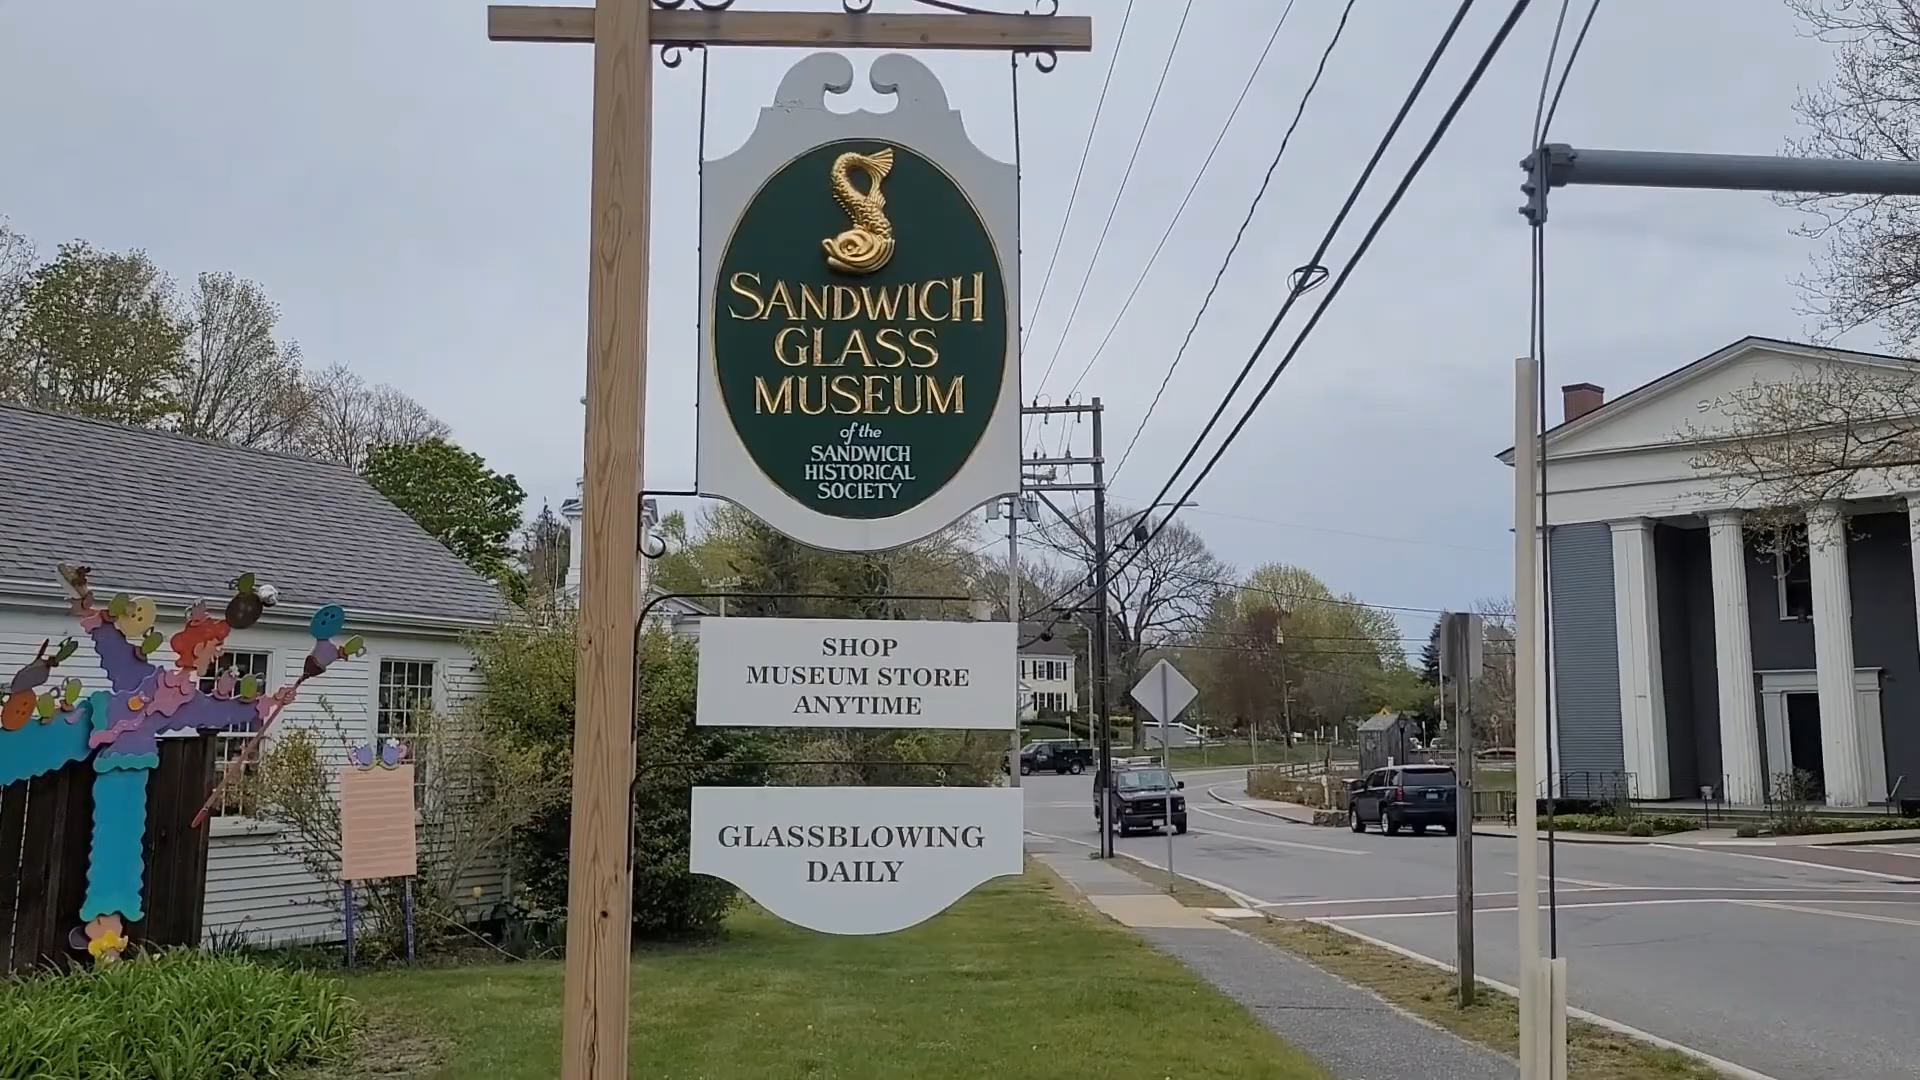 SANDWICH
GLASS
MUSEUM
of the
SANDWICH
HISTORICAL
SOCIETY
SHOP
MUSEUM STORE
ANYTIME
GLASSBLOWING
DAILY